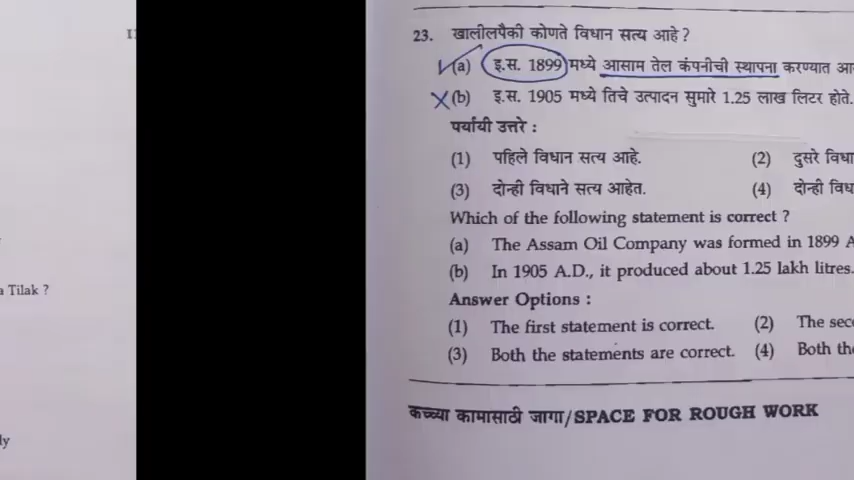 a Tilak ?
ly
23. खालीलपैकी कोणते विधान सत्य आहे ?
(a) इ.स. 1899 मध्ये आसाम तेल कंपनीची स्थापना करण्यात
(b) इ.स. 1905 मध्ये तिचे उत्पादन सुमारे 1.25 लाख लिटर होते.
पर्यायी उत्तरे :
(1) पहिले विधान सत्य आहे. (2) दुसरे विधा
(3) दोन्ही विधाने सत्य आहेत. (4) दोन्ही विध
Which of the following statement is correct ?
(a) The Assam Oil Company was formed in 1899 A
(b) In 1905 A.D., it produced about 1.25 lakh litres.
Answer Options :
(1) The first statement is correct. (2) The sec
(3) Both the statements are correct. (4) Both the
कच्च्या कामासाठी जागा/SPACE FOR ROUGH WORK